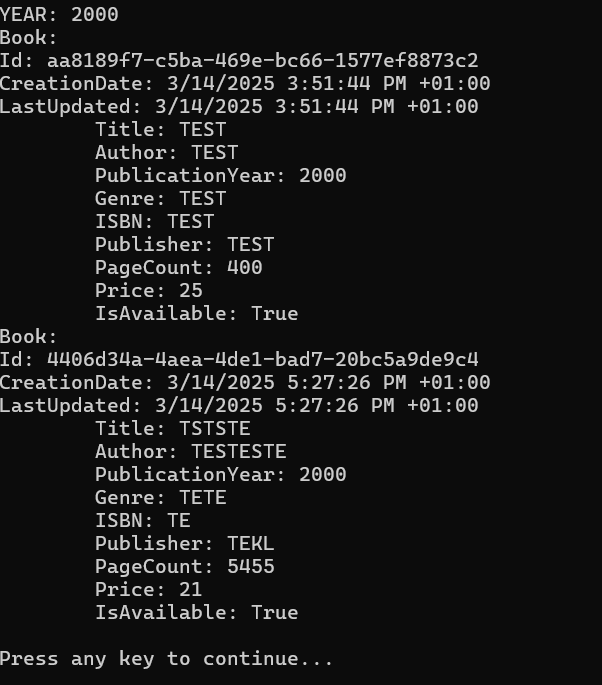 YEAR: 2000
Book:
Id: aa8189f7-c5ba-469e-bc66-1577ef8873c2
CreationDate: 3/14/2025 3:51:44 PM +01:00
LastUpdated: 3/14/2025 3:51:44 PM +01:00
Title: TEST
Author: TEST
PublicationYear: 2000
Genre: TEST
ISBN: TEST
Publisher: TEST
PageCount: 400
Price: 25
IsAvailable: True
Book:
Id: 4406d34a-4aea-4de1-bad7-20bc5a9de9c4
CreationDate: 3/14/2025 5:27:26 PM +01:00
LastUpdated: 3/14/2025 5:27:26 PM +01:00
Title: TSTSTE
Author: TESTESTE
PublicationYear: 2000
Genre: TETE
ISBN: TE
Publisher: TEKL
PageCount: 5455
Price: 21
IsAvailable: True
Press any key to continue...